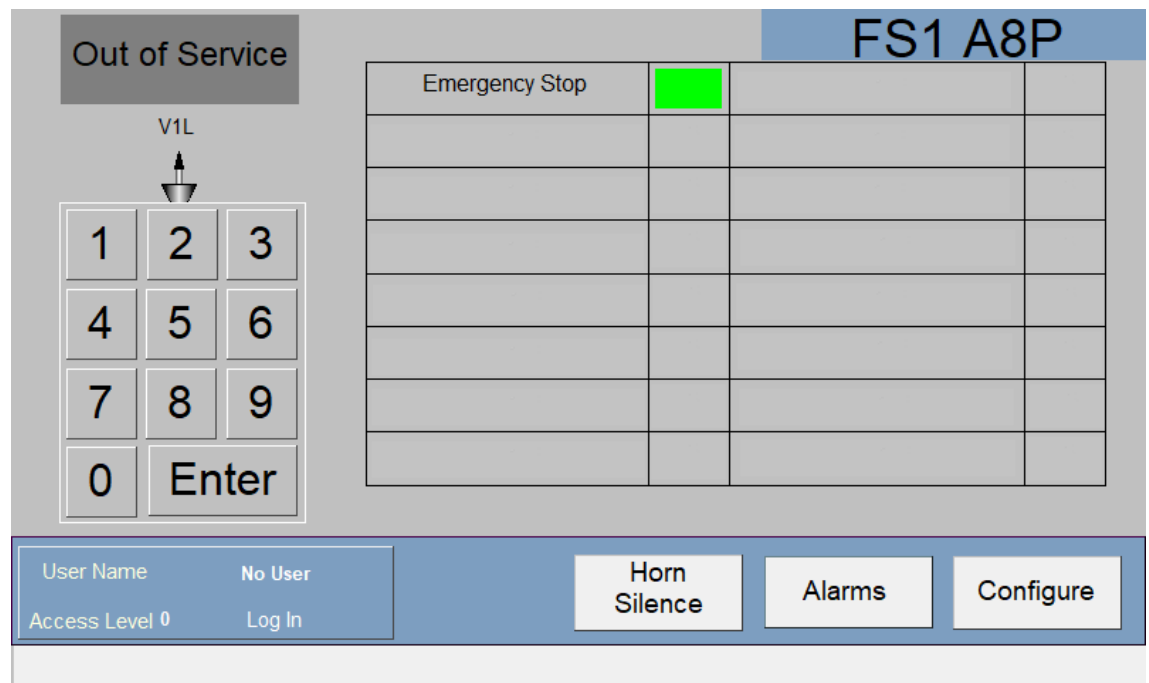 Out of Service
FS1 A8P
Emergency Stop
V1L
1 2 3
4 5 6
7 8 9
0 Enter
User Name No User
Access Level 0 Log In
Horn
Silence
Alarms
Configure